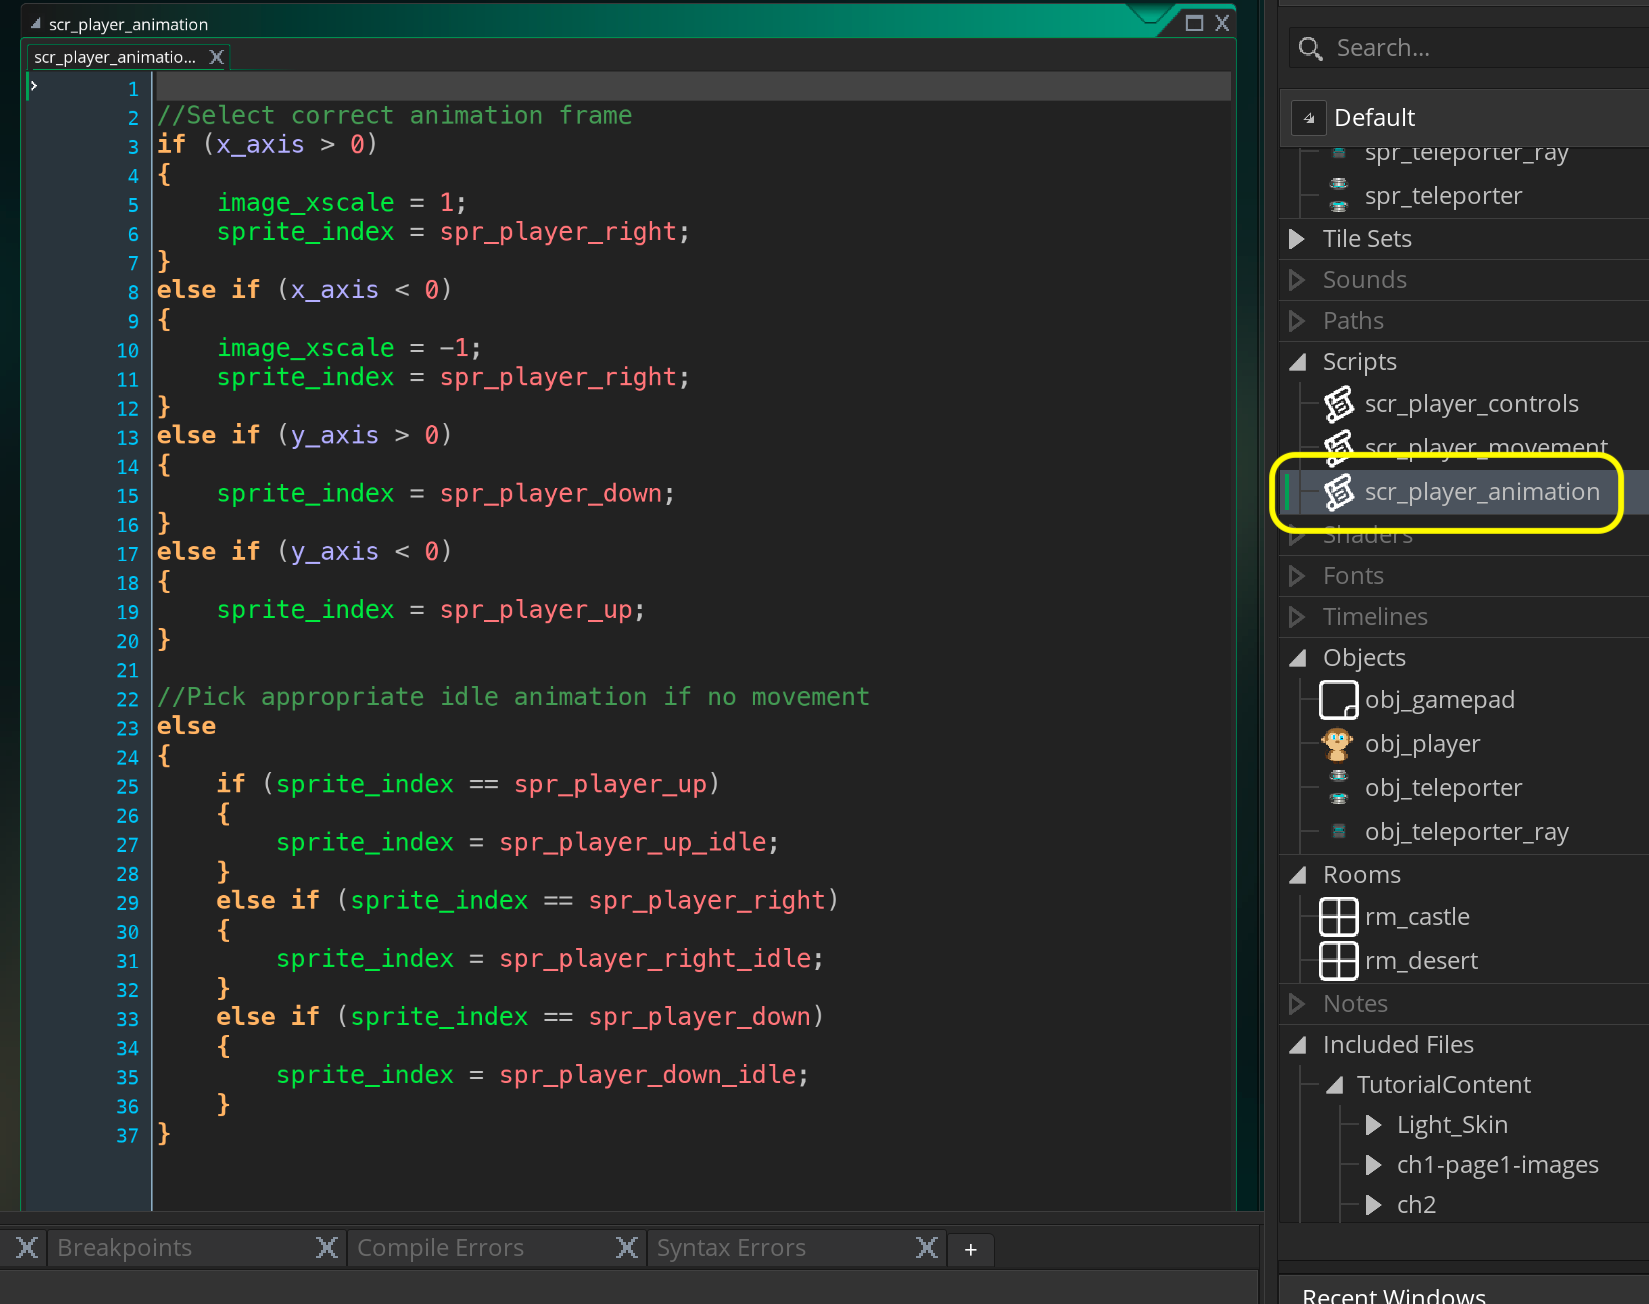 scr_player_animation
scr_player_animatio...
1
2 //Select correct animation frame
3 if (x_axis > 0)
4 {
5 image_xscale = 1;
6 sprite_index = spr_player_right;
7 }
8 else if (x_axis < 0)
9 {
10 image_xscale = -1;
11 sprite_index = spr_player_right;
12 }
13 else if (y_axis > 0)
14 {
15 sprite_index = spr_player_down;
16 }
17 else if (y_axis < 0)
18 {
19 sprite_index = spr_player_up;
20 }
21
22 //Pick appropriate idle animation if no movement
23 else
24 {
25 if (sprite_index == spr_player_up)
26 {
27 sprite_index = spr_player_up_idle;
28 }
29 else if (sprite_index == spr_player_right)
30 {
31 sprite_index = spr_player_right_idle;
32 }
33 else if (sprite_index == spr_player_down)
34 {
35 sprite_index = spr_player_down_idle;
36 }
37 }
Breakpoints
Compile Errors
Syntax Errors
+
Search...
Default
spr_teleporter_ray
spr_teleporter
Tile Sets
Sounds
Paths
Scripts
scr_player_controls
scr_player_movement
scr_player_animation
Shaders
Fonts
Timelines
Objects
obj_gamepad
obj_player
obj_teleporter
obj_teleporter_ray
Rooms
rm_castle
rm_desert
Notes
Included Files
TutorialContent
Light_Skin
ch1-page1-images
ch2
Recent Windows